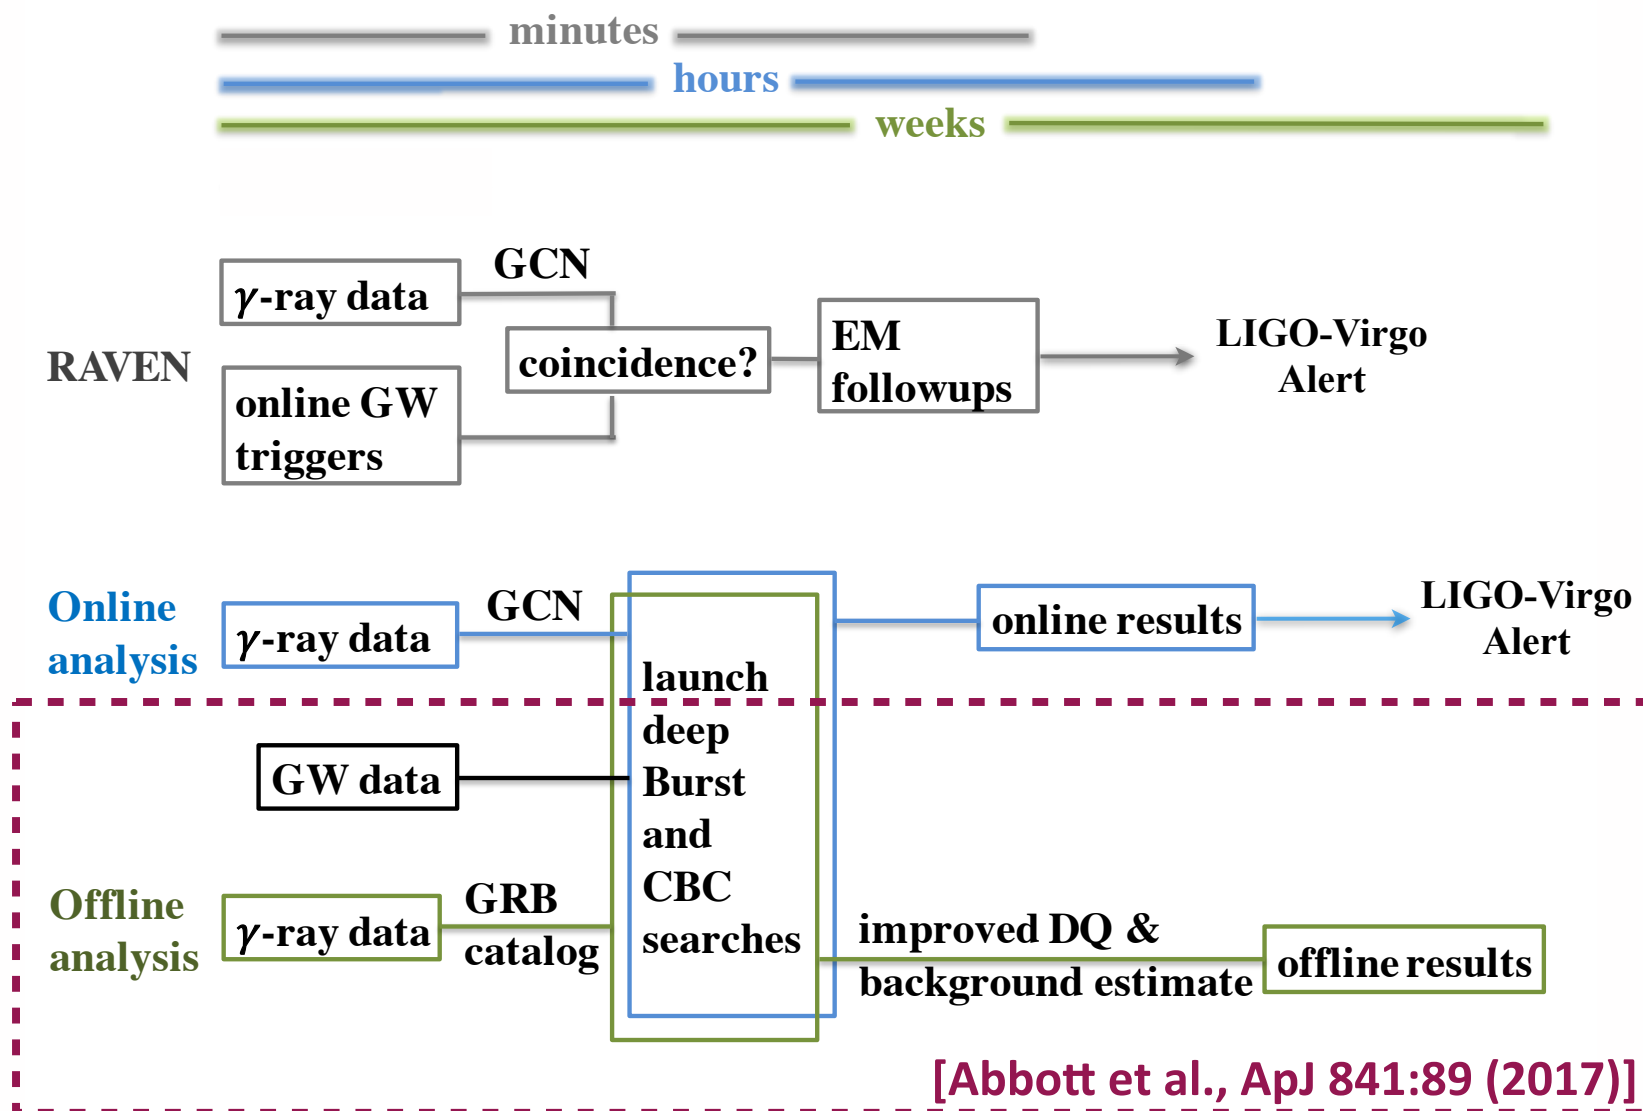 minutes
hours
weeks
RAVEN
γ-ray data
GCN
online GW
triggers
coincidence?
EM
followups
LIGO-Virgo
Alert
Online
analysis
γ-ray data
GCN
launch
deep
Burst
and
CBC
searches
online results
LIGO-Virgo
Alert
GW data
Offline
analysis
γ-ray data
GRB
catalog
improved DQ &
background estimate
offline results
[Abbott et al., ApJ 841:89 (2017)]